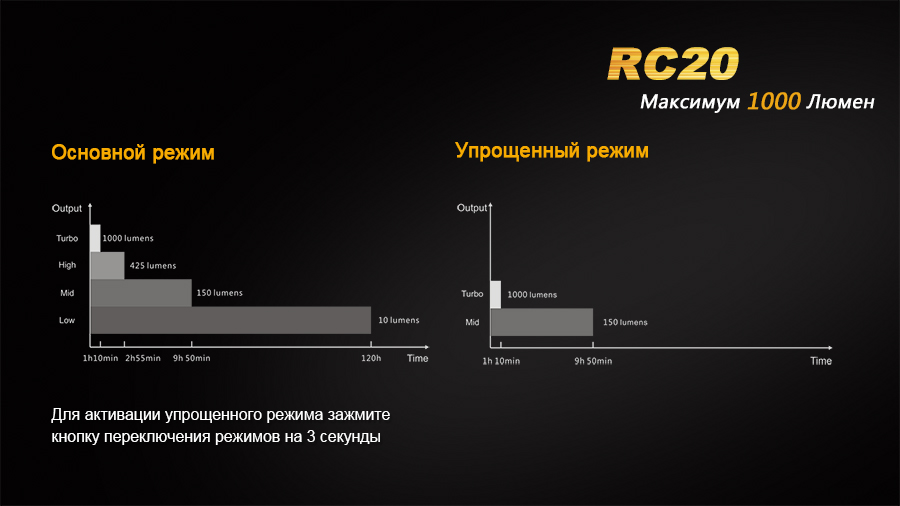 RC20
Максимум 1000 Люмен
Основной режим
Output
Turbo 1000 lumens
High 425 lumens
Mid 150 lumens
Low 10 lumens
1h10min 2h55min 9h 50min 120h Time
Упрощенный режим
Output
Turbo 1000 lumens
Mid 150 lumens
1h 10min 9h 50min Time
Для активации упрощенного режима зажмите
кнопку переключения режимов на 3 секунды